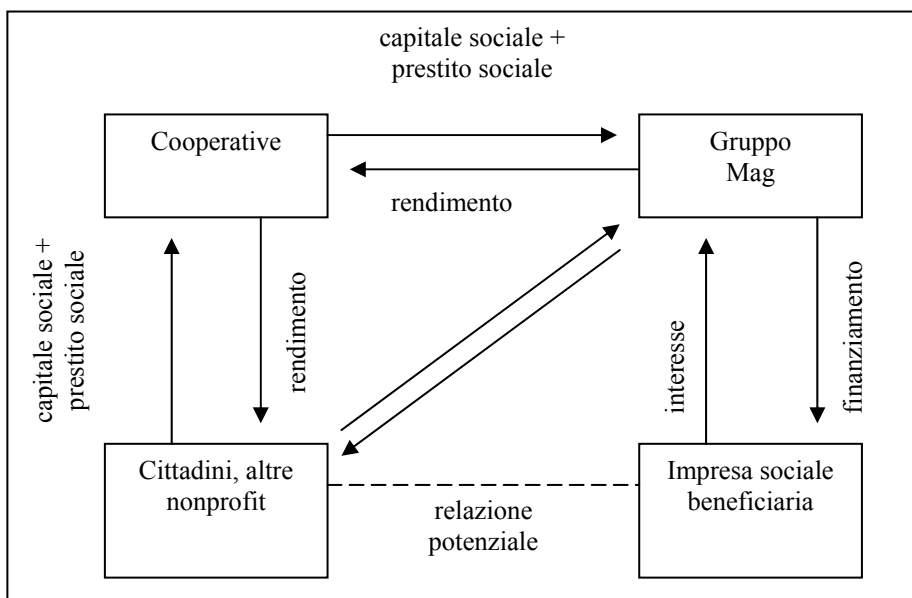 capitale sociale +
prestito sociale
Cooperative
Gruppo
Mag
rendimento
capitale sociale +
prestito sociale
rendimento
interesse
finanziamento
Cittadini, altre
nonprofit
Impresa sociale
beneficiaria
relazione
potenziale